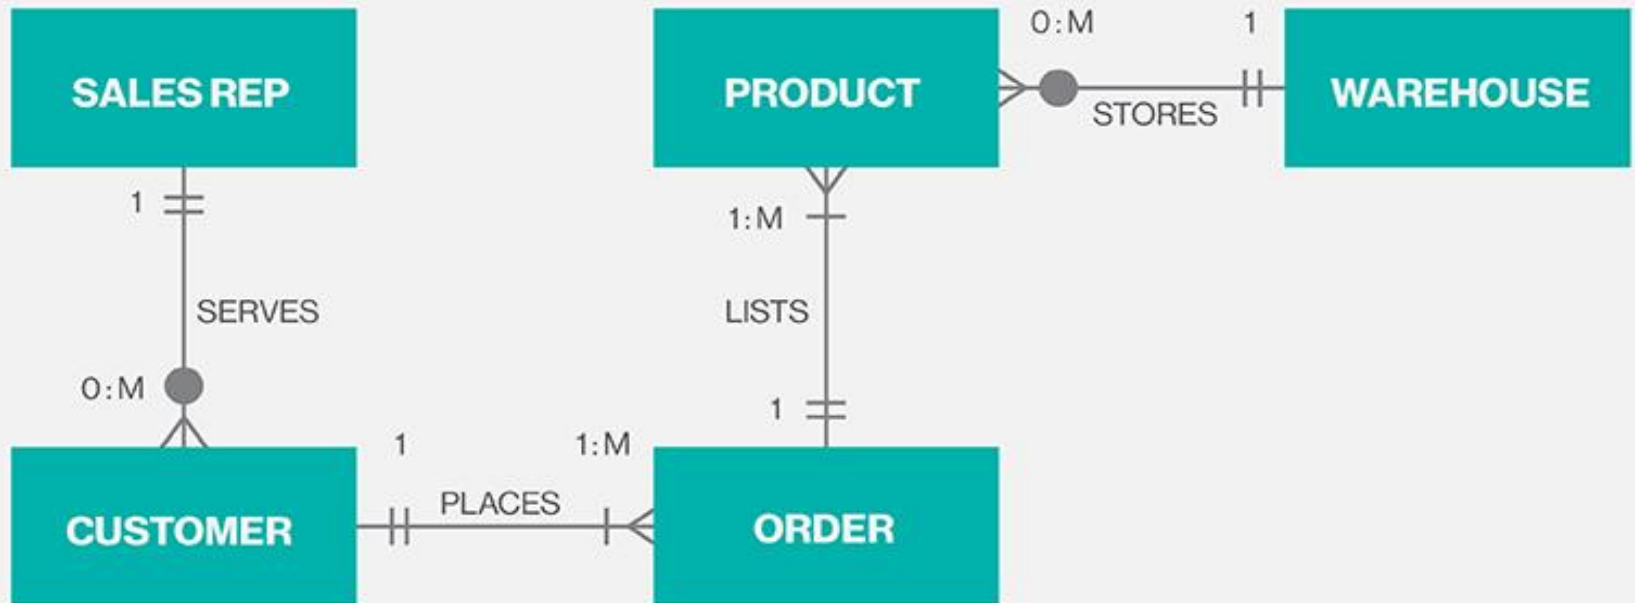 0:M 1
SALES REP PRODUCT WAREHOUSE
STORES
1 1:M
SERVES LISTS
0:M 1
1 1:M
PLACES
CUSTOMER ORDER